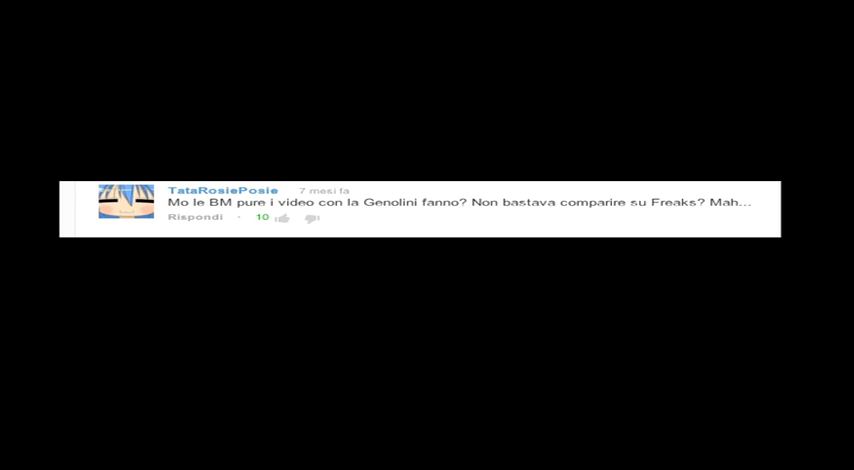 TataRosiePosie 7 mesi fa
Mo le BM pure i video con la Genolini fanno? Non bastava comparire su Freaks? Mah...
Rispondi · 10